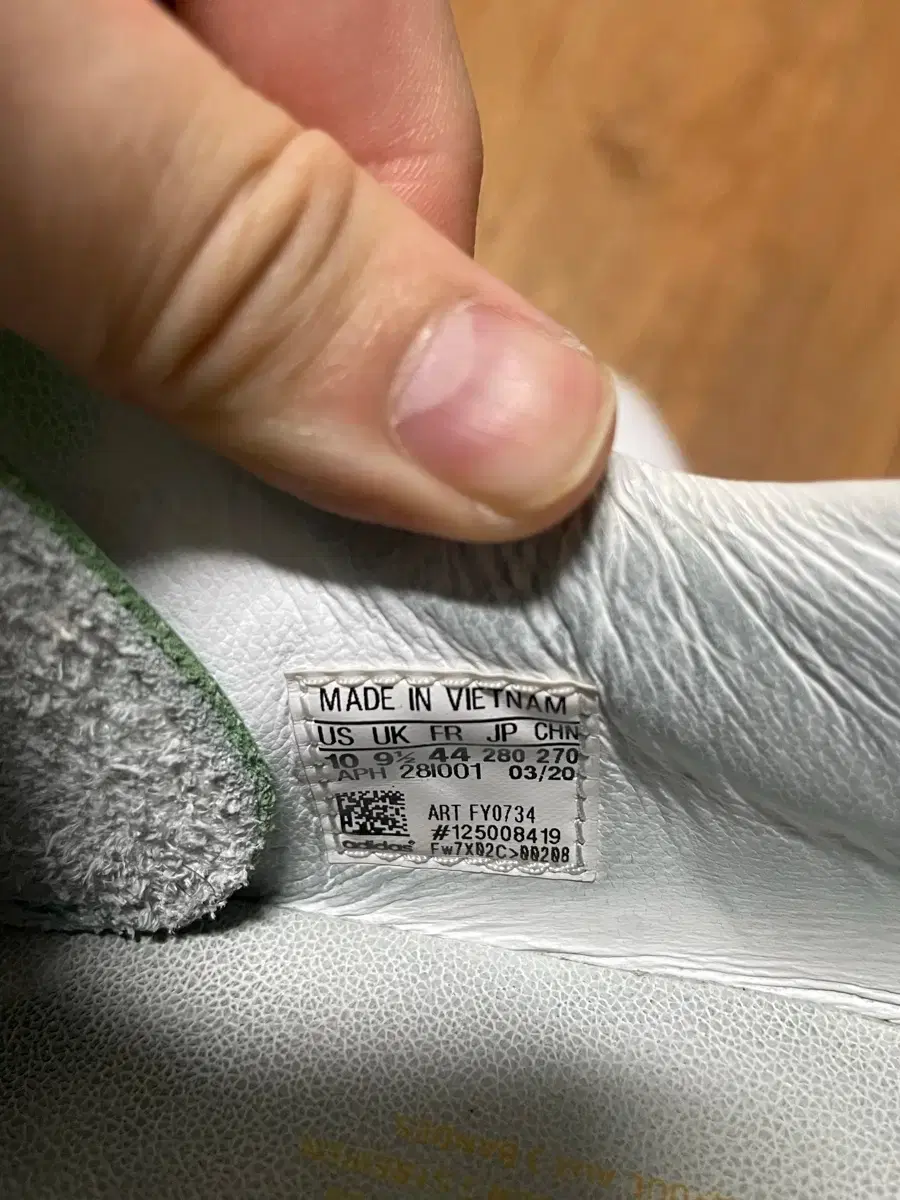 MADE IN VIETNAM
US UK FR JP CHN
10 9½ 44 280 270
APH 281001 03/20
ART FY0734
#125008419
adidas® Fw7X02C>00208